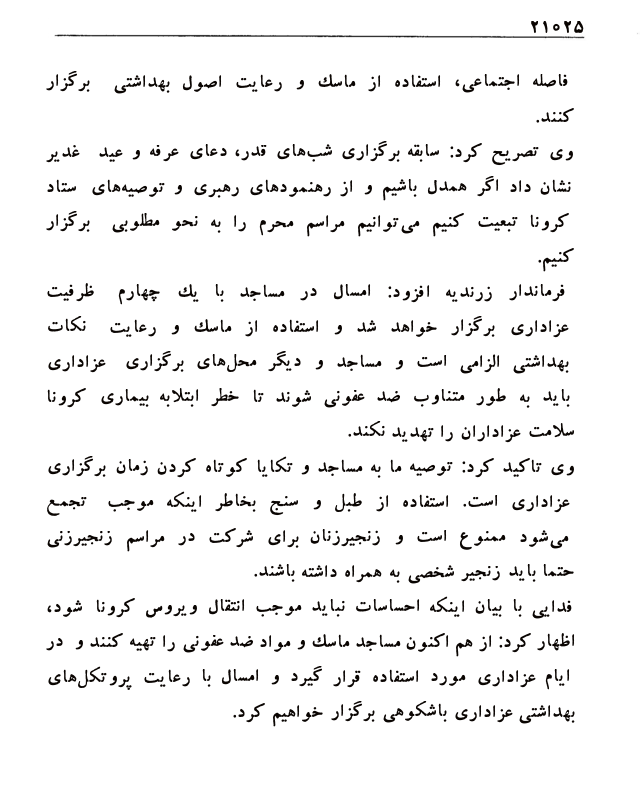 ۲۱۰۲۵
فاصله اجتماعی، استفاده از ماسك و رعایت اصول بهداشتی برگزار
کنند.
وی تصریح کرد: سابقه برگزاری شب‌های قدر، دعای عرفه و عید غدیر
نشان داد اگر همدل باشیم و از رهنمودهای رهبری و توصیه‌های ستاد
کرونا تبعیت کنیم می‌توانیم مراسم محرم را به نحو مطلوبی برگزار
کنیم.
فرماندار زرندیه افزود: امسال در مساجد با یك چهارم ظرفیت
عزاداری برگزار خواهد شد و استفاده از ماسك و رعایت نکات
بهداشتی الزامی است و مساجد و دیگر محل‌های برگزاری عزاداری
باید به طور متناوب ضد عفونی شوند تا خطر ابتلابه بیماری کرونا
سلامت عزاداران را تهدید نکند.
وی تاکید کرد: توصیه ما به مساجد و تکایا کوتاه کردن زمان برگزاری
عزاداری است. استفاده از طبل و سنج بخاطر اینکه موجب تجمع
می‌شود ممنوع است و زنجیرزنان برای شرکت در مراسم زنجیرزنی
حتما باید زنجیر شخصی به همراه داشته باشند.
فدایی با بیان اینکه احساسات نباید موجب انتقال ویروس کرونا شود،
اظهار کرد: از هم اکنون مساجد ماسك و مواد ضد عفونی را تهیه کنند و در
ایام عزاداری مورد استفاده قرار گیرد و امسال با رعایت پروتکل‌های
بهداشتی عزاداری باشکوهی برگزار خواهیم کرد.